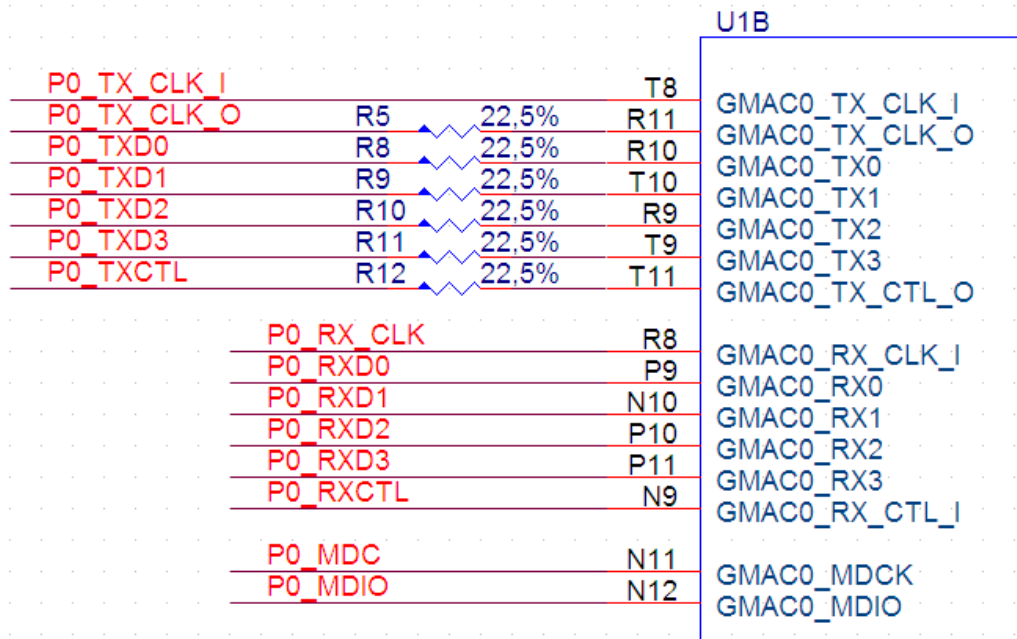 U1B
P0_TX_CLK_I T8 GMAC0_TX_CLK_I
P0_TX_CLK_O R5 22,5% R11 GMAC0_TX_CLK_O
P0_TXD0 R8 22,5% R10 GMAC0_TX0
P0_TXD1 R9 22,5% T10 GMAC0_TX1
P0_TXD2 R10 22,5% R9 GMAC0_TX2
P0_TXD3 R11 22,5% T9 GMAC0_TX3
P0_TXCTL R12 22,5% T11 GMAC0_TX_CTL_O
P0_RX_CLK R8 GMAC0_RX_CLK_I
P0_RXD0 P9 GMAC0_RX0
P0_RXD1 N10 GMAC0_RX1
P0_RXD2 P10 GMAC0_RX2
P0_RXD3 P11 GMAC0_RX3
P0_RXCTL N9 GMAC0_RX_CTL_I
P0_MDC N11 GMAC0_MDCK
P0_MDIO N12 GMAC0_MDIO